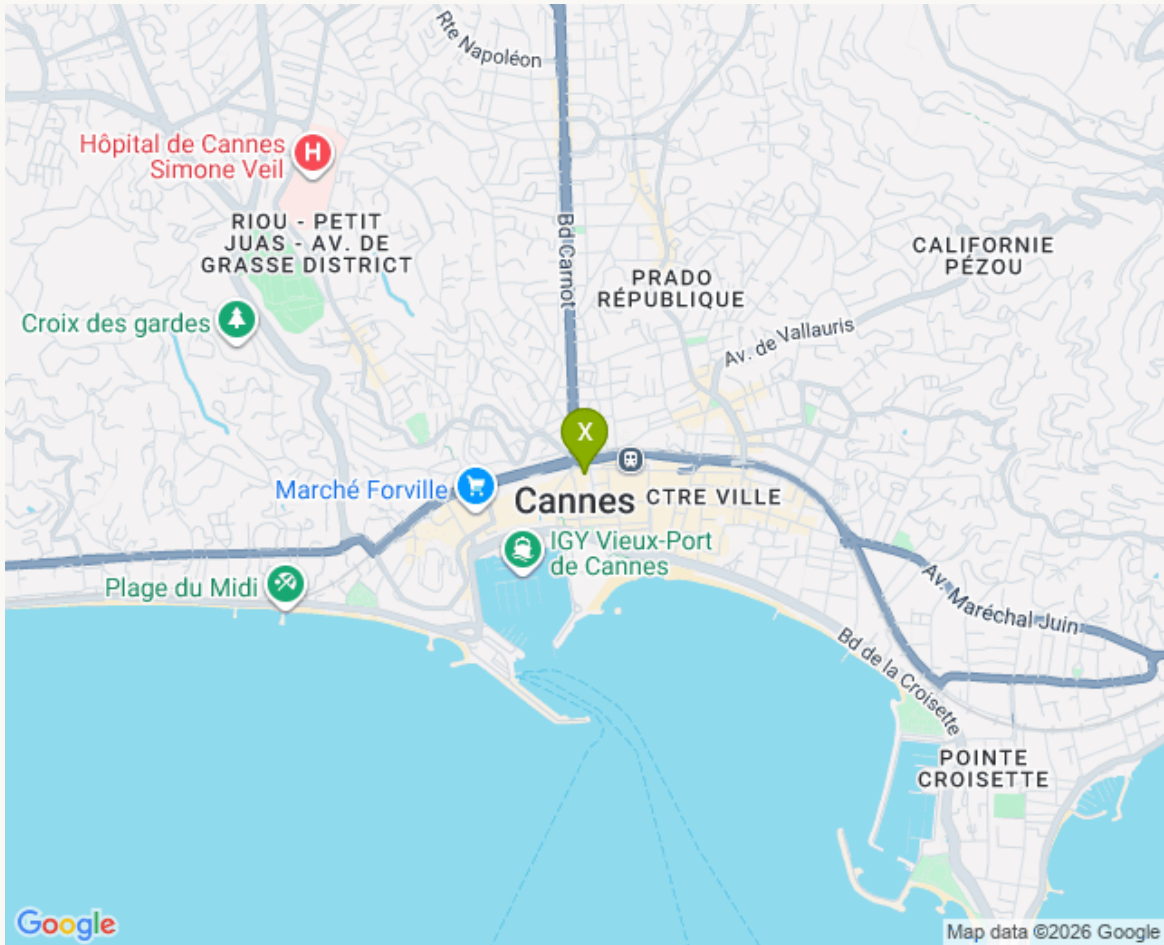 Rte Napoléon
Hôpital de Cannes
Simone Veil
RIOU - PETIT
JUAS - AV. DE
GRASSE DISTRICT
Bd Carnot
CALIFORNIE
PÉZOU
PRADO
RÉPUBLIQUE
Croix des gardes
Av. de Vallauris
X
Marché Forville
Cannes
CTRE VILLE
IGY Vieux-Port
de Cannes
Plage du Midi
Av. Maréchal Juin
Bd de la Croisette
POINTE
CROISETTE
Google
Map data ©2026 Google
H